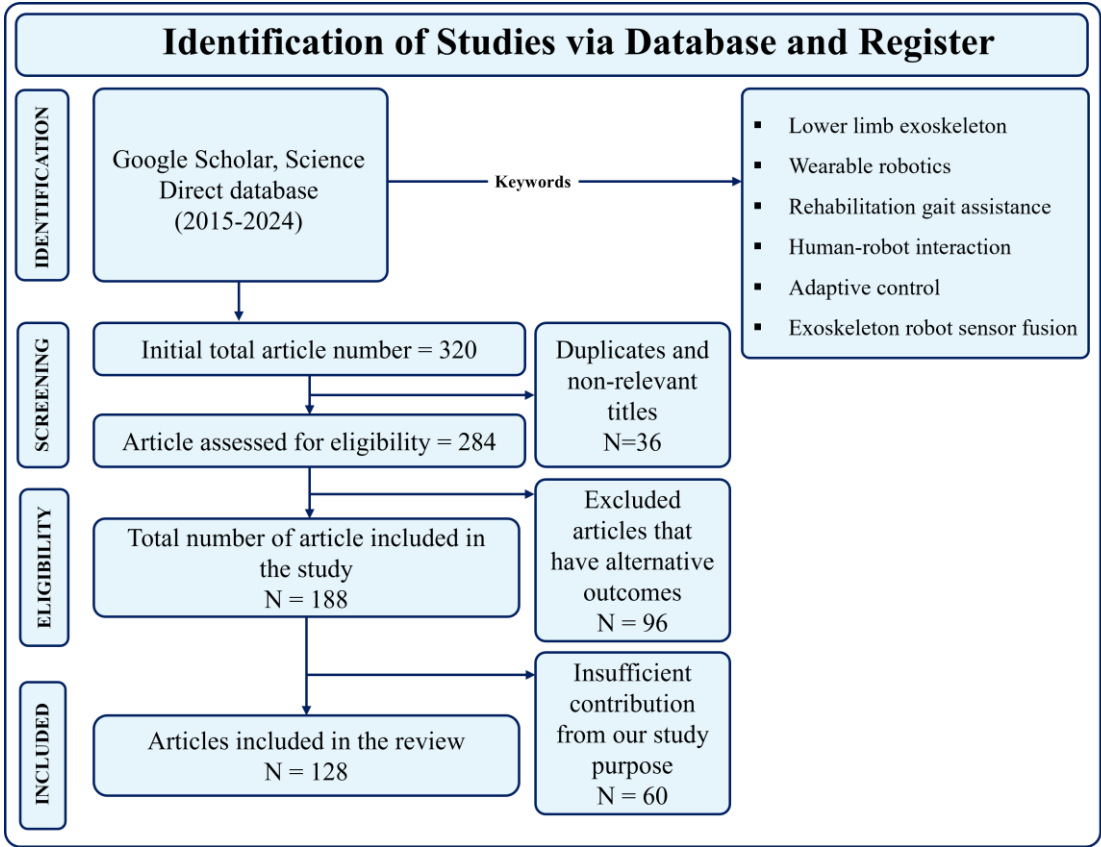 Identification of Studies via Database and Register
IDENTIFICATION
Google Scholar, Science
Direct database
(2015-2024)
Keywords
▪ Lower limb exoskeleton
▪ Wearable robotics
▪ Rehabilitation gait assistance
▪ Human-robot interaction
▪ Adaptive control
▪ Exoskeleton robot sensor fusion
SCREENING
Initial total article number = 320
Duplicates and
non-relevant
titles
N=36
Article assessed for eligibility = 284
ELIGIBILITY
Total number of article included in
the study
N = 188
Excluded
articles that
have alternative
outcomes
N = 96
INCLUDED
Articles included in the review
N = 128
Insufficient
contribution
from our study
purpose
N = 60